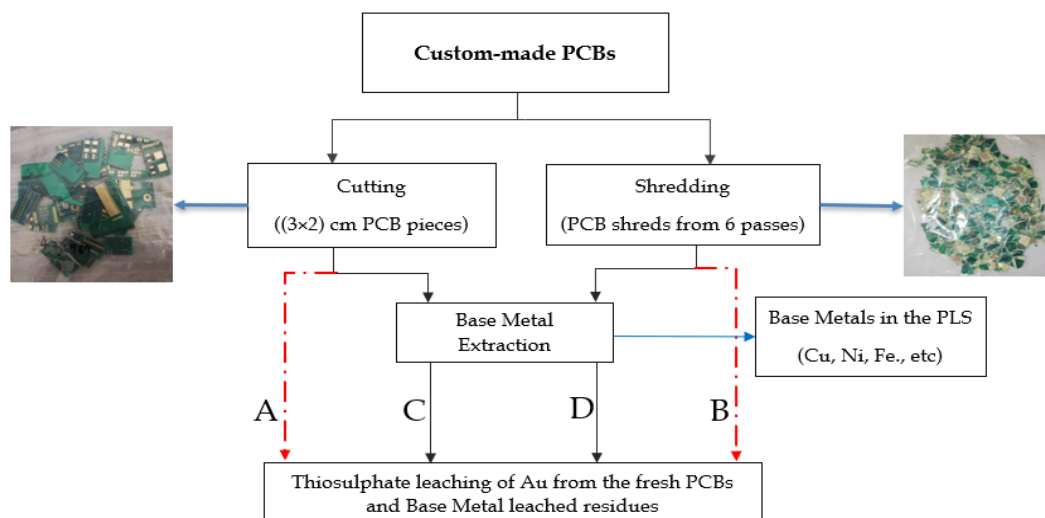 Custom-made PCBs
Cutting
((3×2) cm PCB pieces)
Shredding
(PCB shreds from 6 passes)
Base Metal
Extraction
Base Metals in the PLS
(Cu, Ni, Fe., etc)
A
C
D
B
Thiosulphate leaching of Au from the fresh PCBs
and Base Metal leached residues